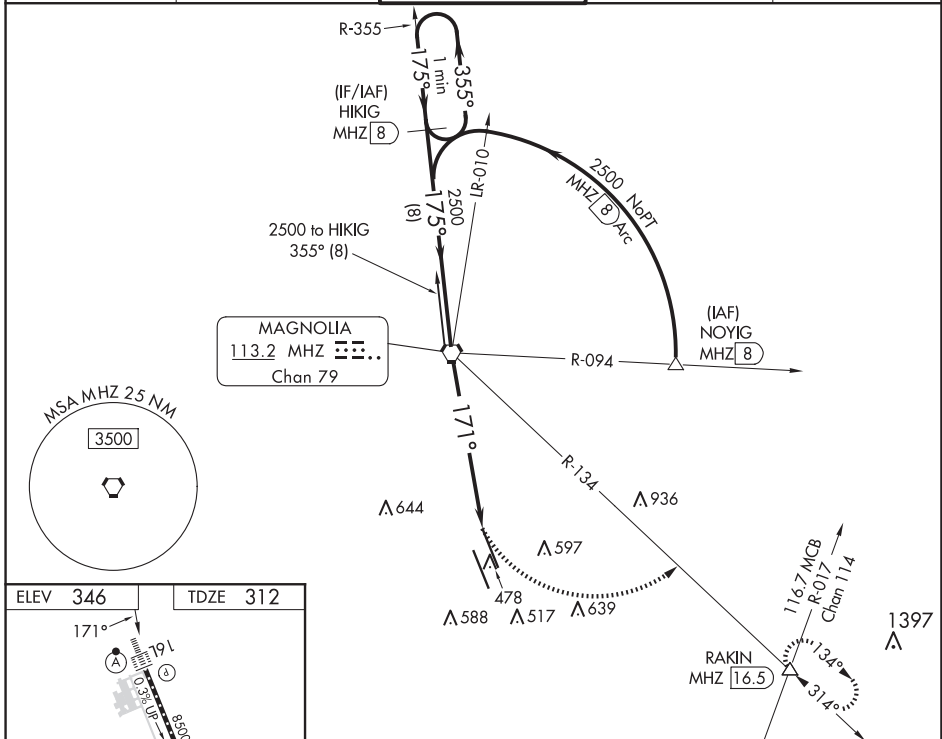 R-355
175°
1 min
355°
(IF/IAF)
HIKIG
MHZ 8
LR-010
2500 NoPT
MHZ 8 Arc
2500
175°
(8)
2500 to HIKIG
355° (8)
MAGNOLIA
113.2 MHZ
Chan 79
R-094
(IAF)
NOYIG
MHZ 8
MSA MHZ 25 NM
3500
171°
R-134
644
936
597
478
588
517
639
116.7 MCB
R-017
Chan 114
1397
RAKIN
MHZ 16.5
134°
314°
ELEV 346
TDZE 312
171°
16L
A
P
0.3% UP
8500